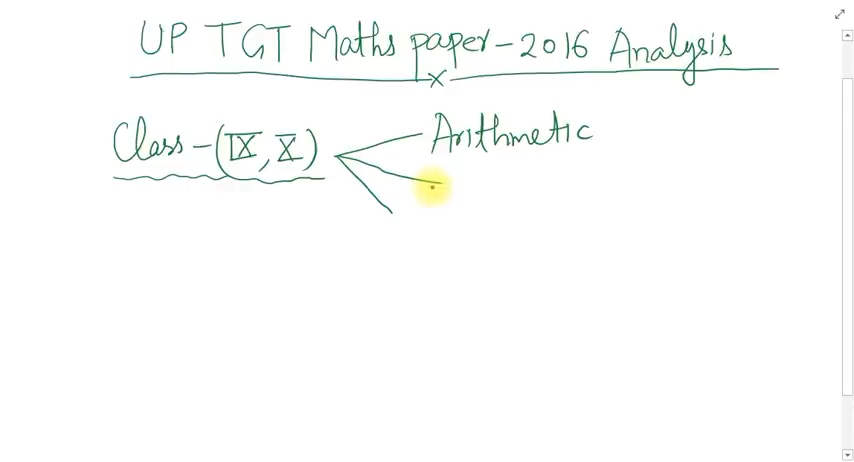 UP TGT Maths paper-2016 Analysis
Class-(IX, X)
Arithmetic